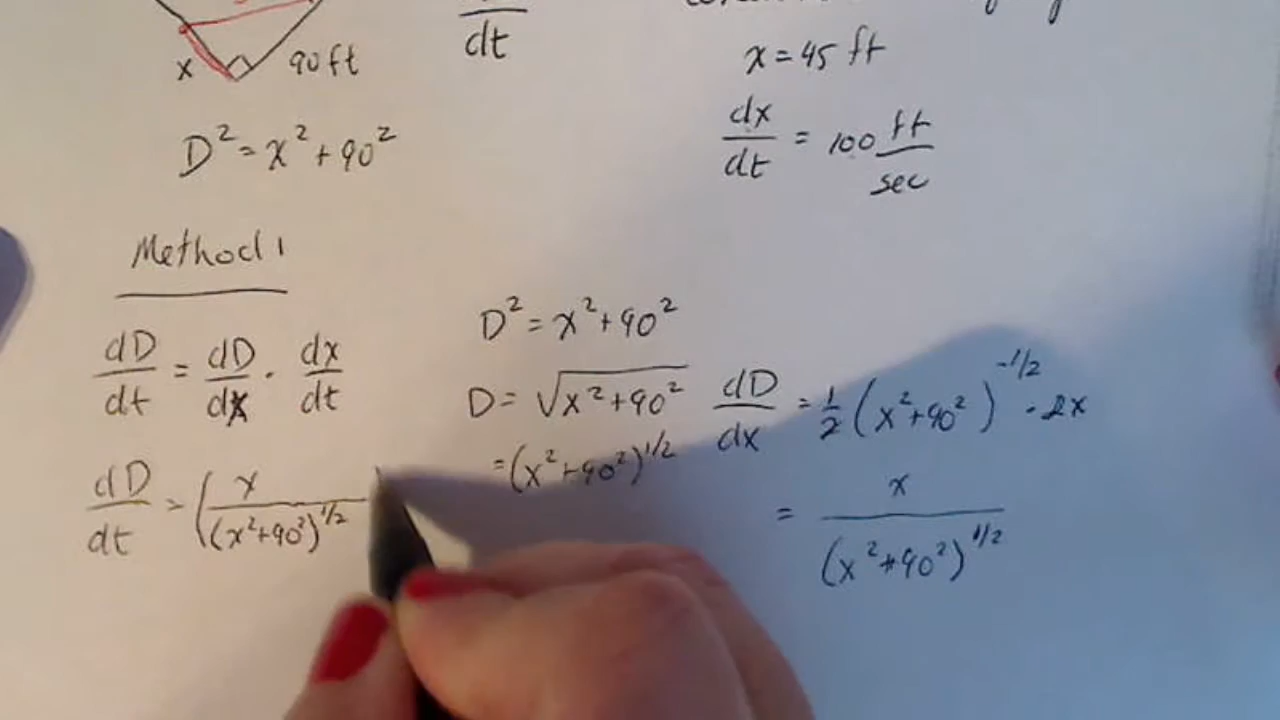 dt
x 90 ft
x = 45 ft
D² = x² + 90²
dx/dt = 100 ft/sec
Method 1
D² = x² + 90²
dD/dt = dD/dx · dx/dt
D = √(x² + 90²)
dD/dx = 1/2 (x² + 90²)^(-1/2) · 2x
= (x² + 90²)^(1/2)
dD/dt = (x/(x² + 90²)^(1/2)
= x/(x² + 90²)^(1/2)